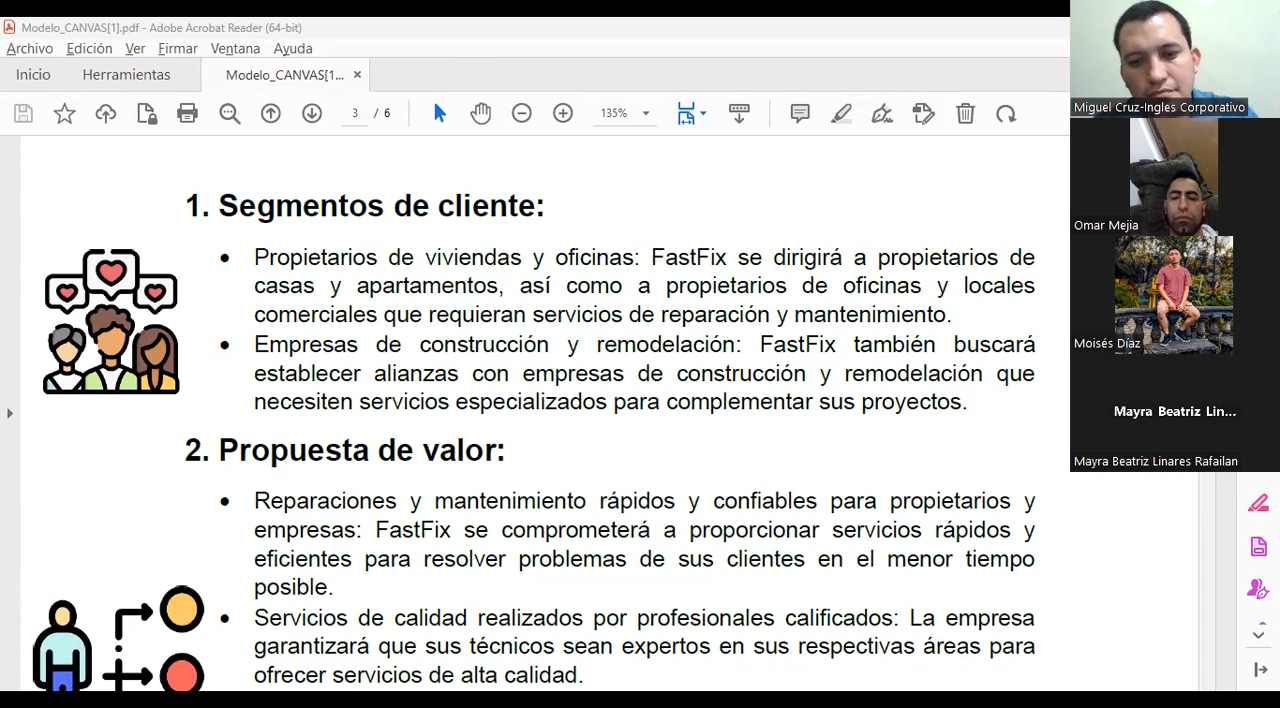 Modelo_CANVAS[1].pdf - Adobe Acrobat Reader (64-bit)
Archivo Edición Ver Firmar Ventana Ayuda
Inicio Herramientas Modelo_CANVAS[1... ×
3 / 6 135%
1. Segmentos de cliente:
• Propietarios de viviendas y oficinas: FastFix se dirigirá a propietarios de
casas y apartamentos, así como a propietarios de oficinas y locales
comerciales que requieran servicios de reparación y mantenimiento.
• Empresas de construcción y remodelación: FastFix también buscará
establecer alianzas con empresas de construcción y remodelación que
necesiten servicios especializados para complementar sus proyectos.
2. Propuesta de valor:
• Reparaciones y mantenimiento rápidos y confiables para propietarios y
empresas: FastFix se comprometerá a proporcionar servicios rápidos y
eficientes para resolver problemas de sus clientes en el menor tiempo
posible.
• Servicios de calidad realizados por profesionales calificados: La empresa
garantizará que sus técnicos sean expertos en sus respectivas áreas para
ofrecer servicios de alta calidad.
Miguel Cruz-Ingles Corporativo
Omar Mejia
Moisés Díaz
Mayra Beatriz Lin...
Mayra Beatriz Linares Rafailan